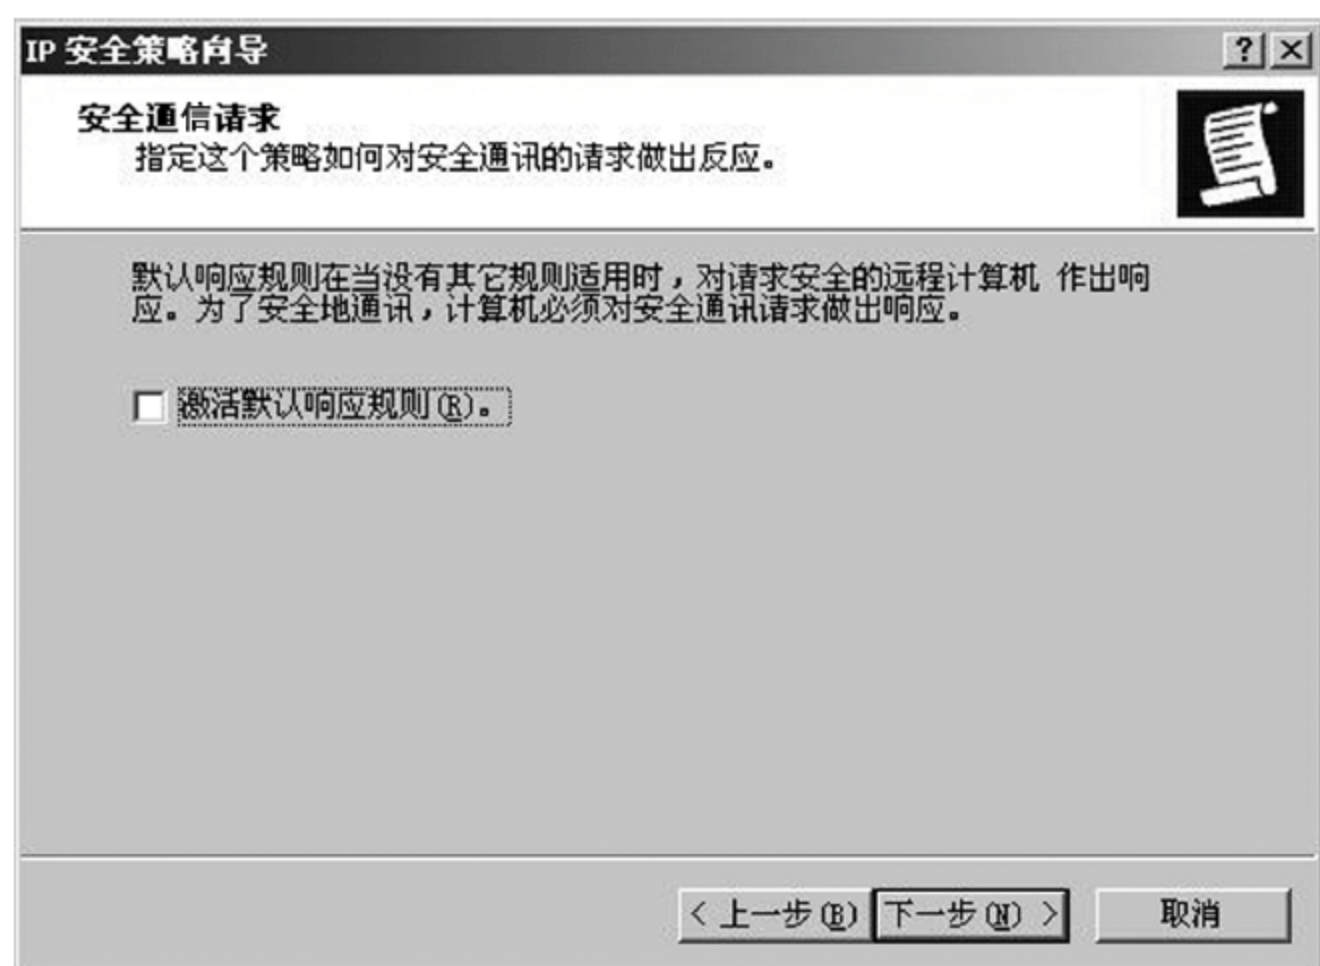 IP 安全策略向导
安全通信请求
指定这个策略如何对安全通讯的请求做出反应。
默认响应规则在当没有其它规则适用时，对请求安全的远程计算机 作出响
应。为了安全地通讯，计算机必须对安全通讯请求做出响应。
激活默认响应规则(R)。
< 上一步(B) 下一步(N) > 取消